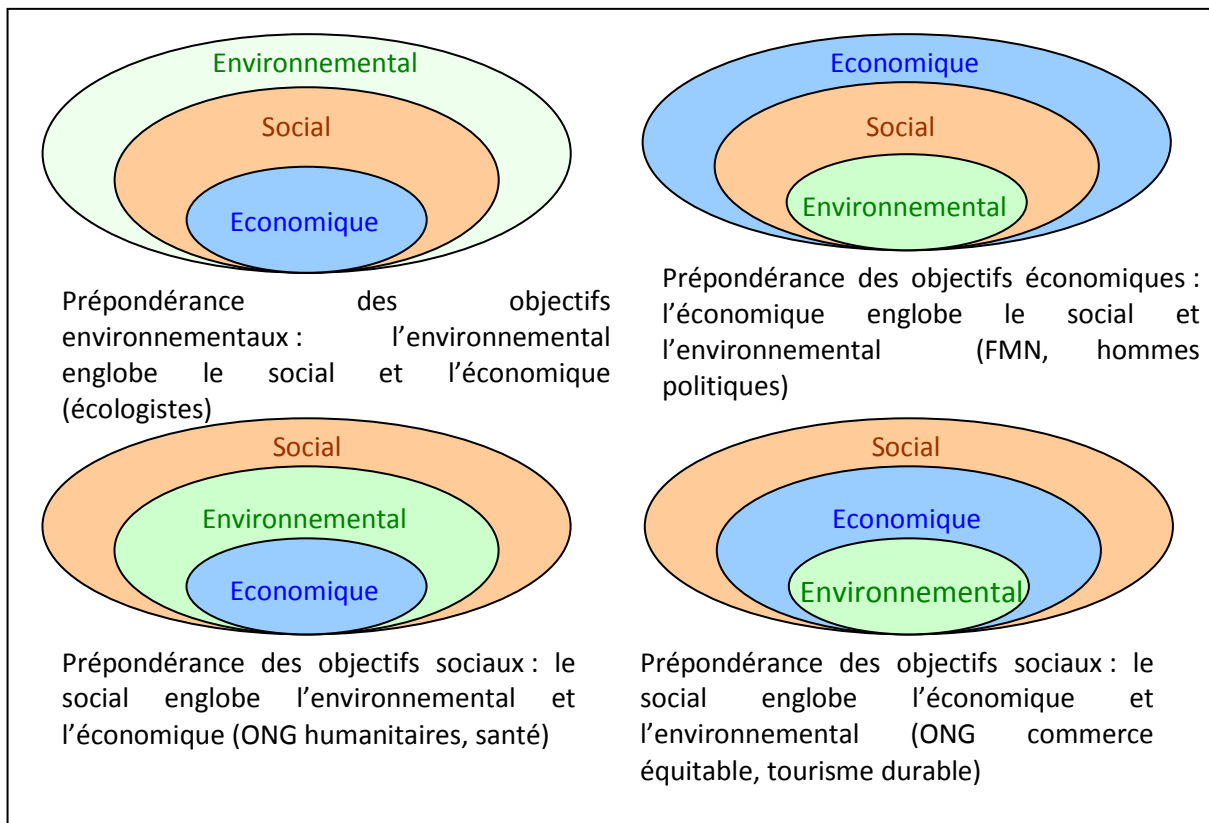 Environnemental
Social
Economique
Prépondérance des objectifs
environnementaux : l’environnemental
englobe le social et l’économique
(écologistes)
Economique
Social
Environnemental
Prépondérance des objectifs économiques :
l’économique englobe le social et
l’environnemental (FMN, hommes
politiques)
Social
Environnemental
Economique
Prépondérance des objectifs sociaux : le
social englobe l’environnemental et
l’économique (ONG humanitaires, santé)
Social
Economique
Environnemental
Prépondérance des objectifs sociaux : le
social englobe l’économique et
l’environnemental (ONG commerce
équitable, tourisme durable)